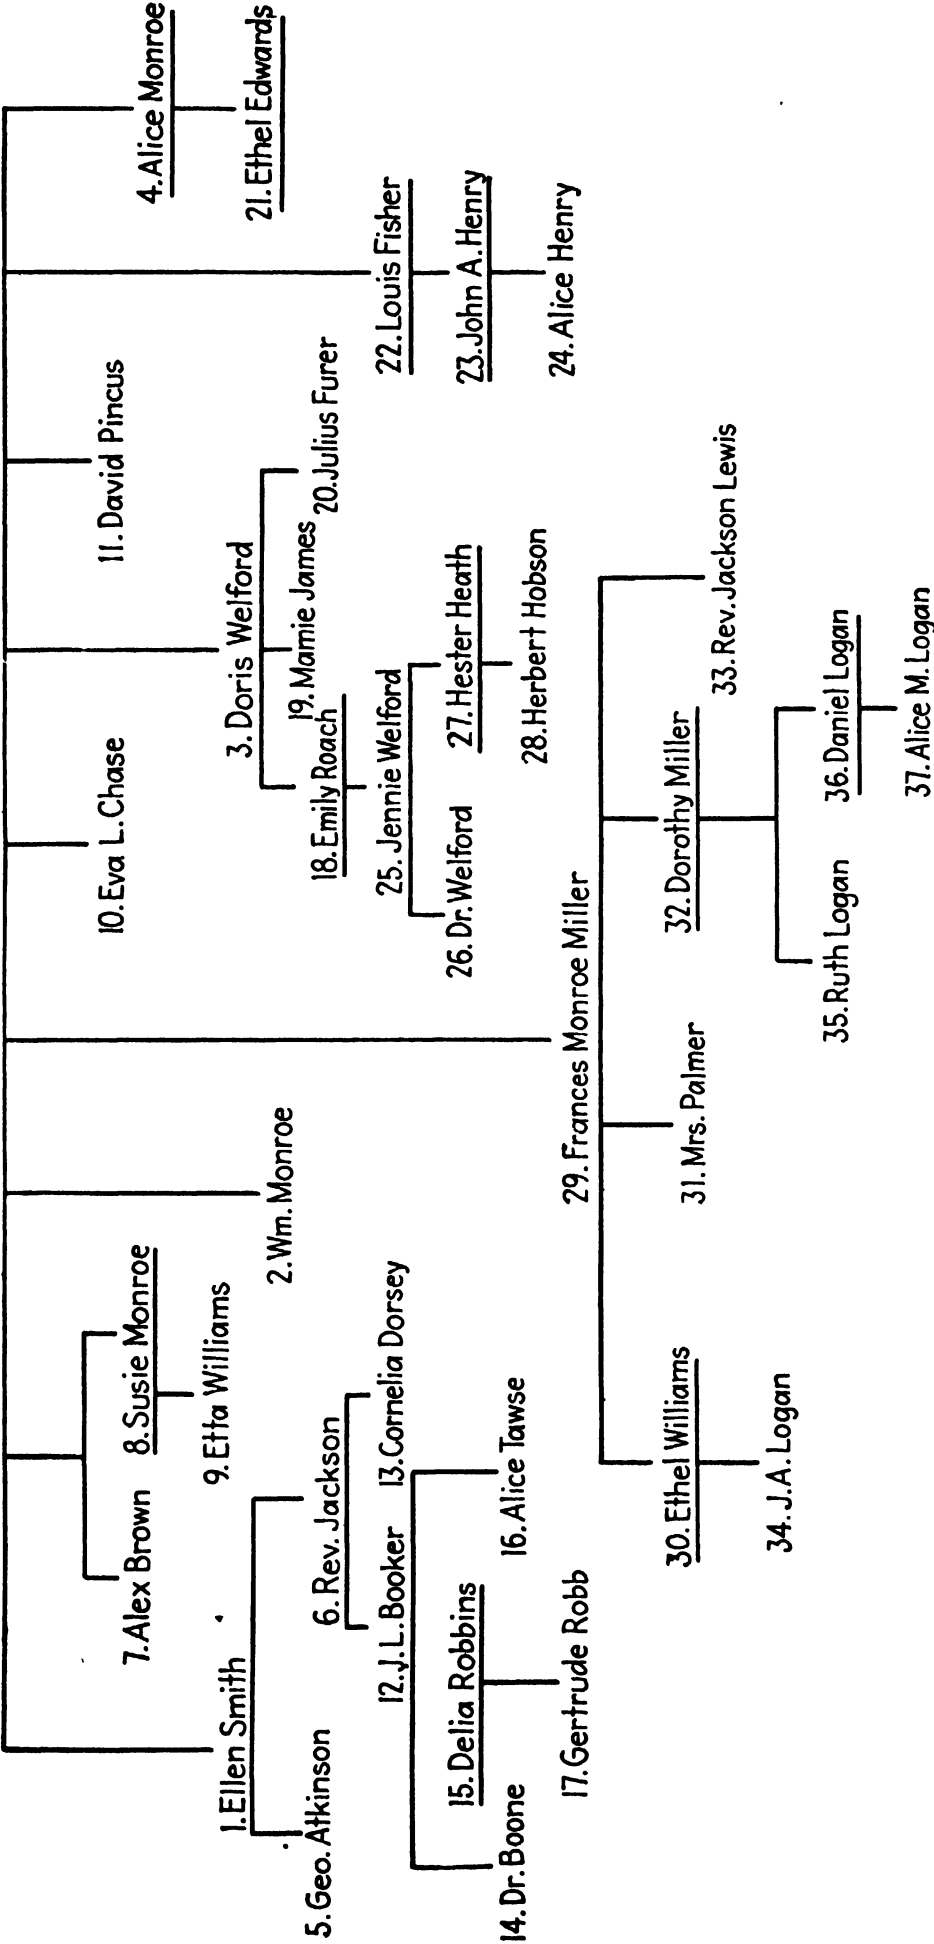 1.Ellen Smith
2.Wm. Monroe
3. Doris Welford
4.Alice Monroe
5.Geo. Atkinson
6.Rev. Jackson
7.Alex Brown
8.Susie Monroe
9.Etta Williams
10.Eva L.Chase
11.David Pincus
12.J.L.Booker
13.Cornelia Dorsey
14.Dr.Boone
15.Delia Robbins
16.Alice Tawse
17.Gertrude Robb
18.Emily Roach
19.Mamie James
20.Julius Furer
21.Ethel Edwards
22.Louis Fisher
23.John A.Henry
24.Alice Henry
25.Jennie Welford
26.Dr.Welford
27.Hester Heath
28.Herbert Hobson
29.Frances Monroe Miller
30.Ethel Williams
31.Mrs.Palmer
32.Dorothy Miller
33.Rev.Jackson Lewis
34.J.A.Logan
35.Ruth Logan
36.Daniel Logan
37.Alice M.Logan